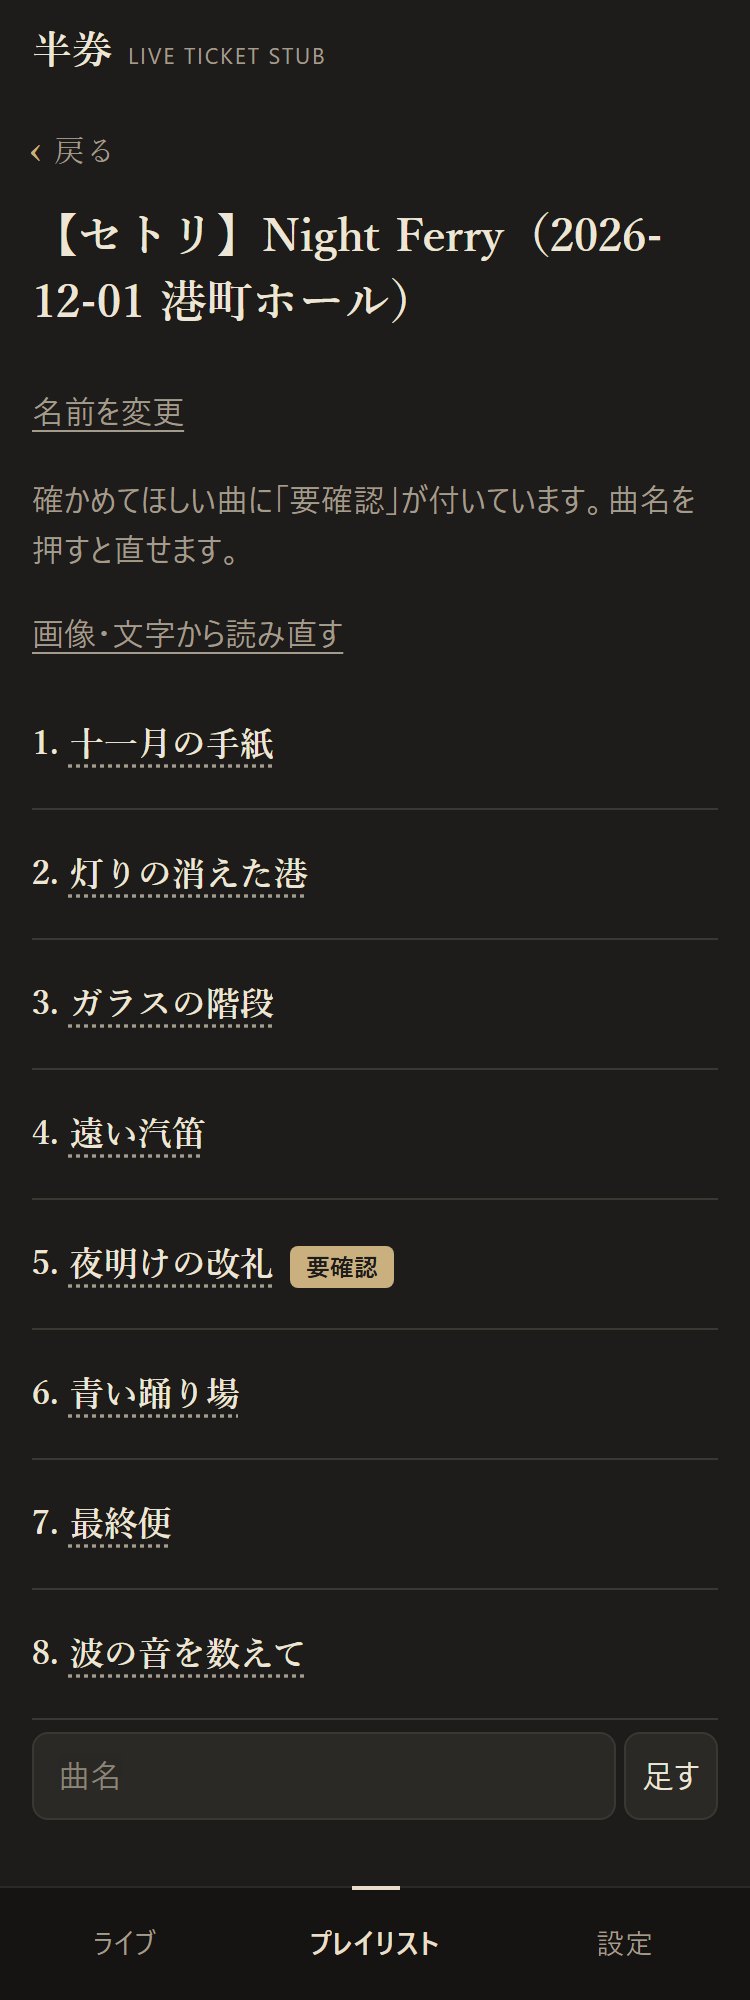 半券 LIVE TICKET STUB
‹ 戻る
【セトリ】Night Ferry（2026-
12-01 港町ホール）
名前を変更
確かめてほしい曲に「要確認」が付いています。曲名を
押すと直せます。
画像・文字から読み直す
1. 十一月の手紙
2. 灯りの消えた港
3. ガラスの階段
4. 遠い汽笛
5. 夜明けの改札 要確認
6. 青い踊り場
7. 最終便
8. 波の音を数えて
曲名 足す
ライブ プレイリスト 設定